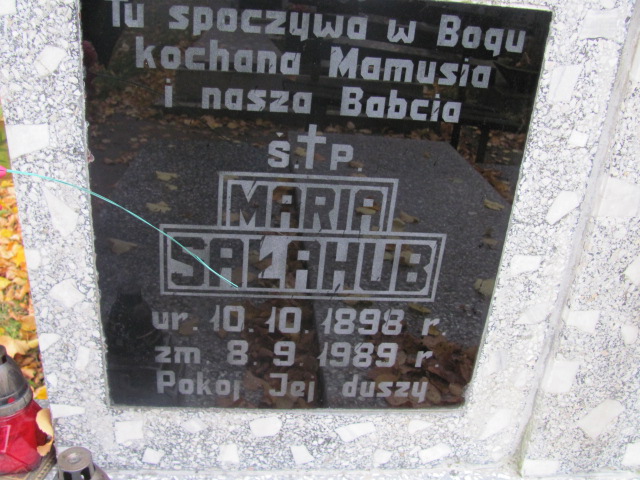 Tu spoczywa w Bogu
kochana Mamusia
i nasza Babcia
Ś.†P.
MARIA
SAŁAHUB
ur. 10.10.1898 r.
zm. 8.9.1989 r.
Pokój Jej duszy